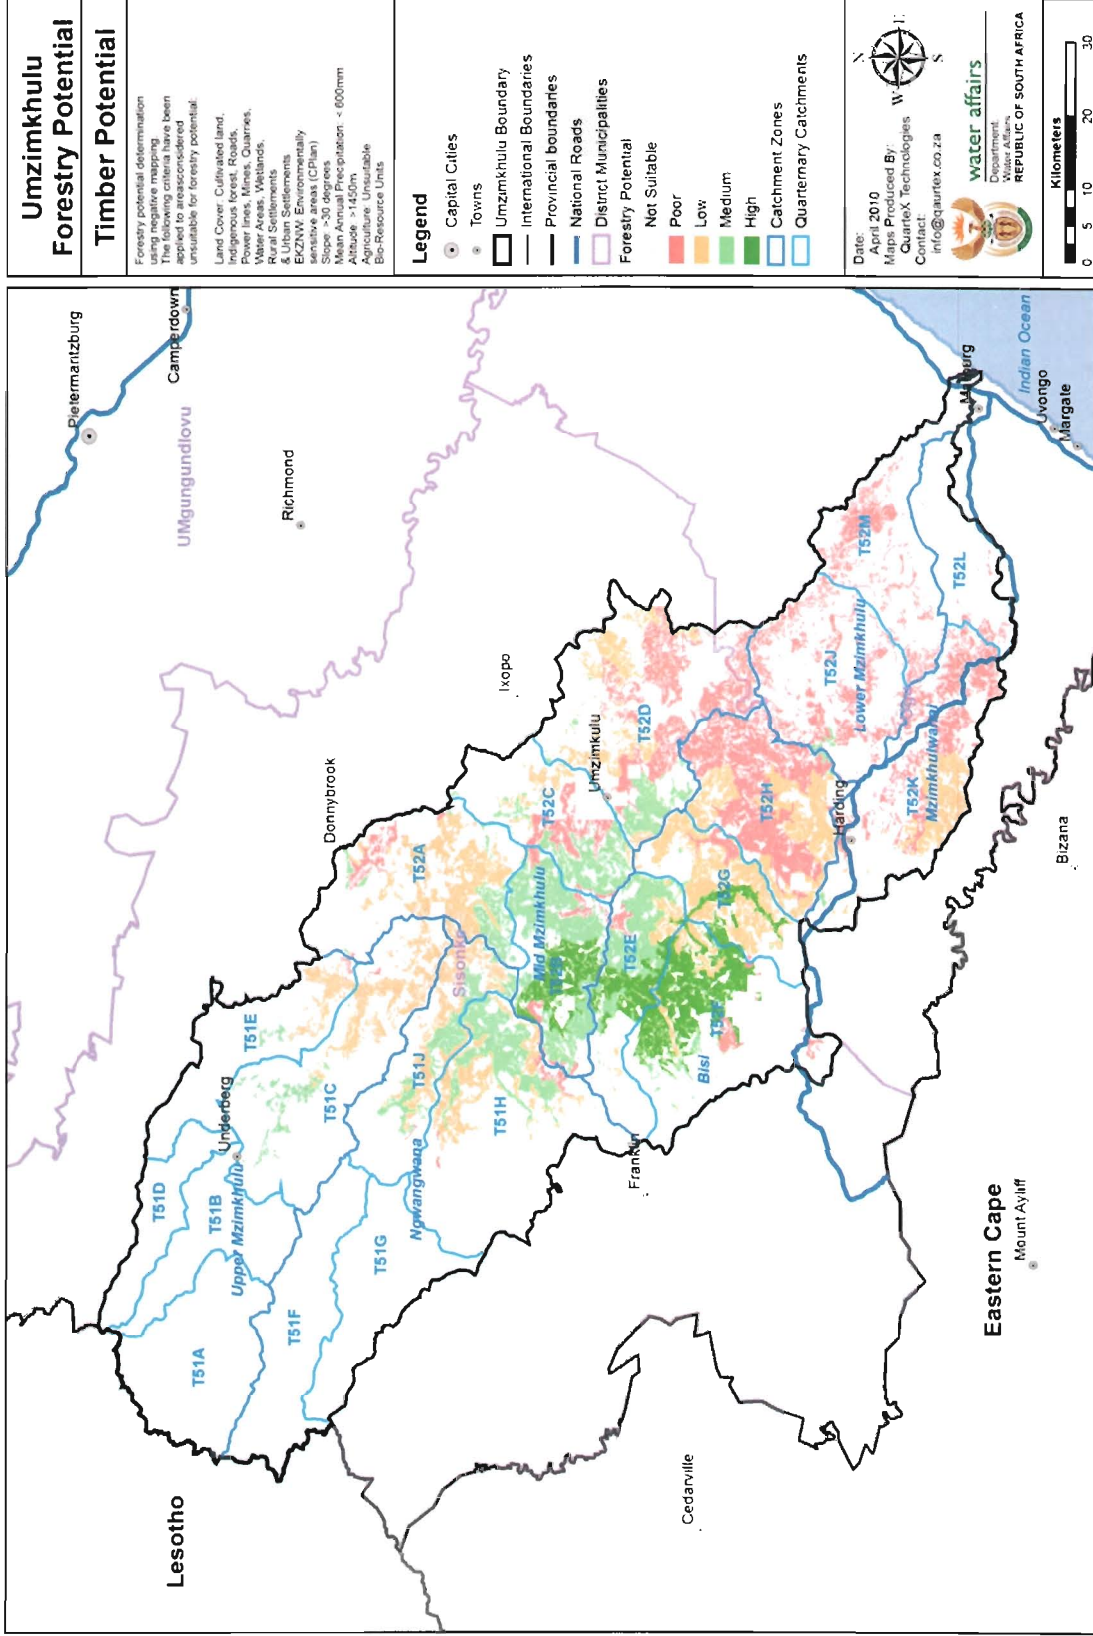 Umzimkhulu
Forestry Potential
Timber Potential
Forestry potential determination
using negative mapping.
The following criteria have been
applied to areasconsidered
unsuitable for forestry potential:
Land Cover: Cultivated land,
Indigenous forest, Roads,
Power lines, Mines, Quarries,
Water Areas, Wetlands,
Rural Settlements
& Urban Settlements
EKZNW: Environmentally
sensitive areas (CPlan)
Slope: >30 degrees
Mean Annual Precipitation: < 600mm
Altitude >1450m
Agriculture: Unsuitable
Bio-Resource Units
Legend
Capital Cities
Towns
Umzimkhulu Boundary
International Boundaries
Provincial boundaries
National Roads
District Municipalities
Forestry Potential
Not Suitable
Poor
Low
Medium
High
Catchment Zones
Quarternary Catchments
Date:
April 2010
Maps Produced By:
QuarteX Technologies
Contact:
info@qaurtex.co.za
N
W
E
S
water affairs
Department:
Water Affairs
REPUBLIC OF SOUTH AFRICA
Kilometers
0 5 10 20 30
Pietermaritzburg
Camperdown
UMgungundlovu
Richmond
Lesotho
T51D
T51A
T51B
Upper Mzimkhulu
Underberg
T51E
Donnybrook
T51F
T51C
T51G
T51J
T52A
Ngwangwana
Sisonke
Ixopo
T51H
Mid Mzimkhulu
T52C
T52B
Umzimkulu
T52E
T52D
Franklin
Cedarville
Bisi
T52F
T52G
T52H
Harding
T52J
Lower Mzimkhulu
T52M
T52K
Mzimkhulwana
T52L
Indian Ocean
Uvongo
Margate
Bizana
Eastern Cape
Mount Ayliff